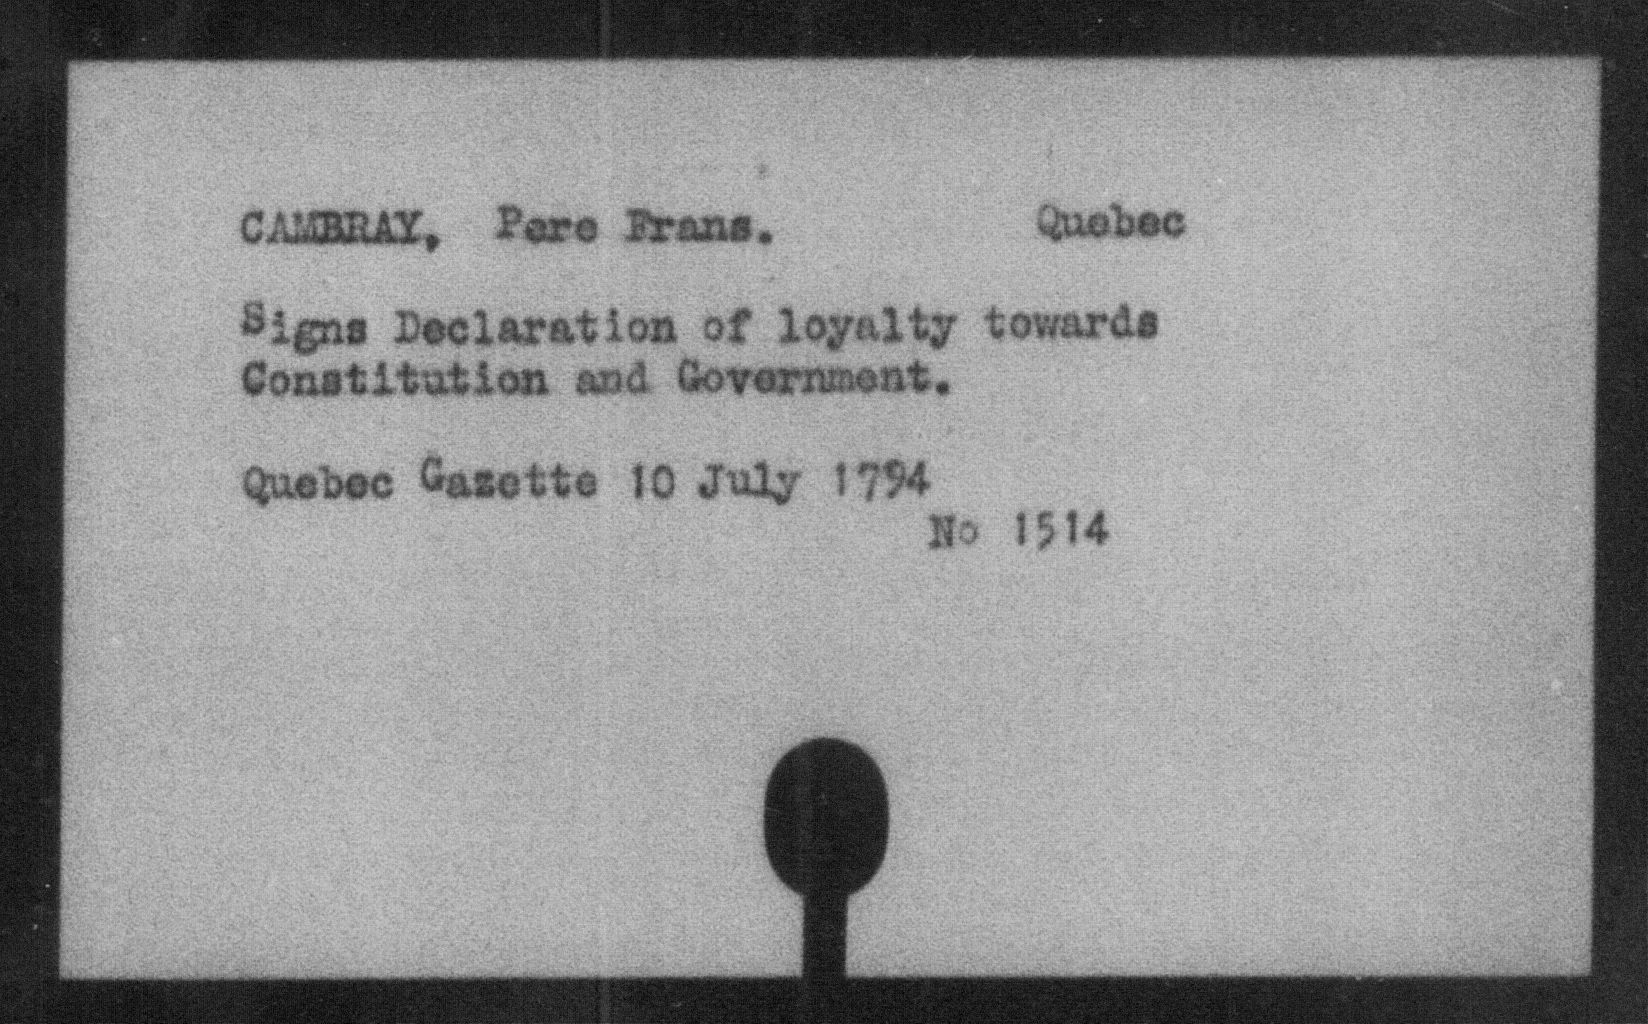 CAMBRAY, Pere Frans. Quebec
Signs Declaration of loyalty towards
Constitution and Government.
Quebec Gazette 10 July 1794
No 1514